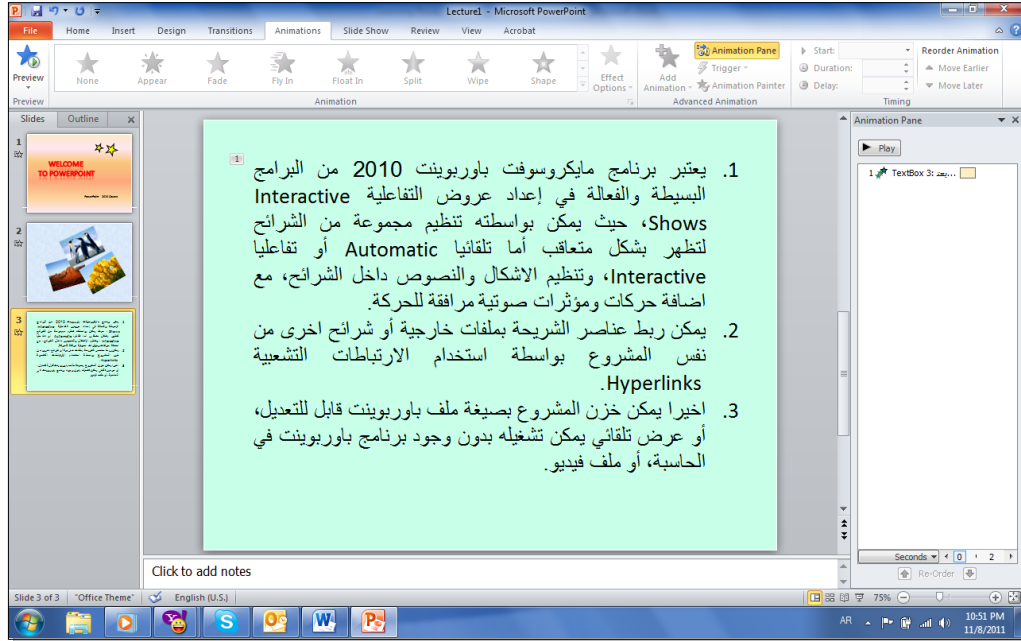 Lecture1 - Microsoft PowerPoint
File Home Insert Design Transitions Animations Slide Show Review View Acrobat
Preview
None Appear Fade Fly In Float In Split Wipe Shape
Effect Options
Add Animation
Animation Pane
Trigger
Animation Painter
Start:
Duration:
Delay:
Reorder Animation
Move Earlier
Move Later
Preview Animation Advanced Animation Timing
Slides Outline
1
WELCOME
TO POWERPOINT
2
3
1
1. يعتبر برنامج مايكروسوفت باوربوينت 2010 من البرامج
البسيطة والفعالة في إعداد عروض التفاعلية Interactive
Shows، حيث يمكن بواسطته تنظيم مجموعة من الشرائح
لتظهر بشكل متعاقب أما تلقائيا Automatic أو تفاعليا
Interactive، وتنظيم الاشكال والنصوص داخل الشرائح، مع
اضافة حركات ومؤثرات صوتية مرافقة للحركة.
2. يمكن ربط عناصر الشريحة بملفات خارجية أو شرائح اخرى من
نفس المشروع بواسطة استخدام الارتباطات التشعبية
Hyperlinks.
3. اخيرا يمكن خزن المشروع بصيغة ملف باوربوينت قابل للتعديل،
أو عرض تلقائي يمكن تشغيله بدون وجود برنامج باوربوينت في
الحاسبة، أو ملف فيديو.
Animation Pane
Play
1 TextBox 3: يعت...
Seconds 0 2
Re-Order
Click to add notes
Slide 3 of 3 "Office Theme" English (U.S.) 75%
AR 10:51 PM
11/8/2011